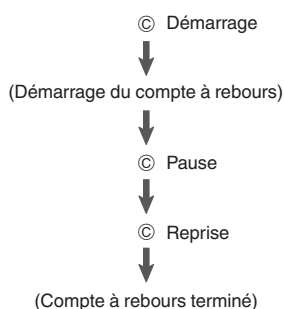 © Démarrage
(Démarrage du compte à rebours)
© Pause
© Reprise
(Compte à rebours terminé)